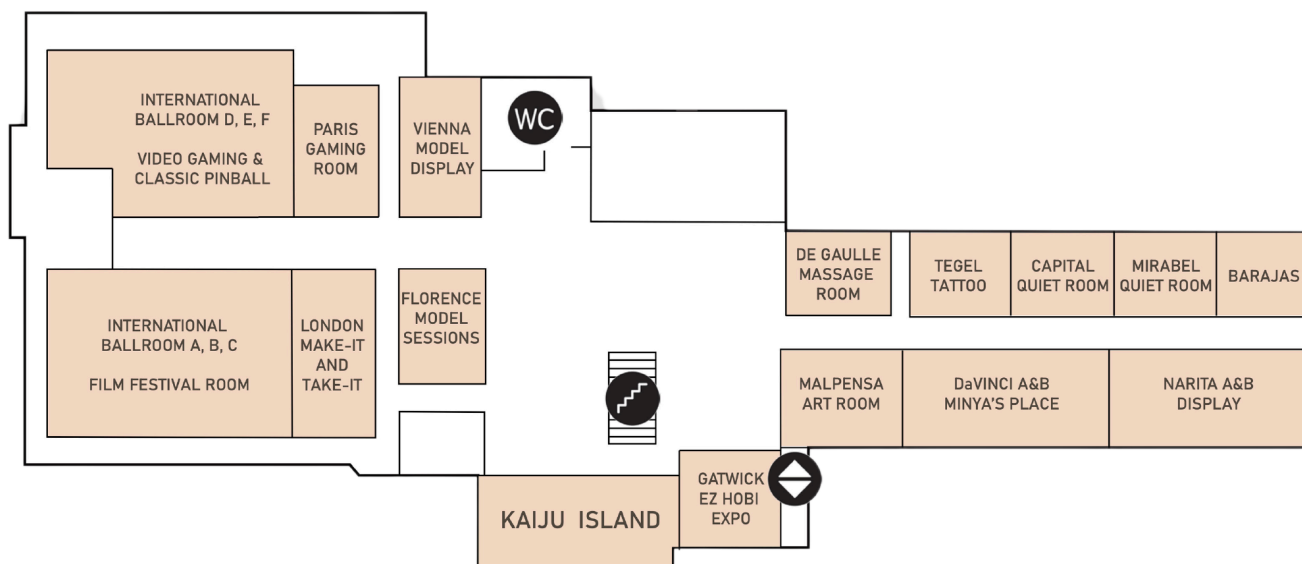 INTERNATIONAL
BALLROOM D, E, F
VIDEO GAMING &
CLASSIC PINBALL
PARIS
GAMING
ROOM
VIENNA
MODEL
DISPLAY
WC
INTERNATIONAL
BALLROOM A, B, C
FILM FESTIVAL ROOM
LONDON
MAKE-IT
AND
TAKE-IT
FLORENCE
MODEL
SESSIONS
DE GAULLE
MASSAGE
ROOM
TEGEL
TATTOO
CAPITAL
QUIET ROOM
MIRABEL
QUIET ROOM
BARAJAS
MALPENSA
ART ROOM
DaVINCI A&B
MINYA'S PLACE
NARITA A&B
DISPLAY
GATWICK
EZ HOBI
EXPO
KAIJU ISLAND